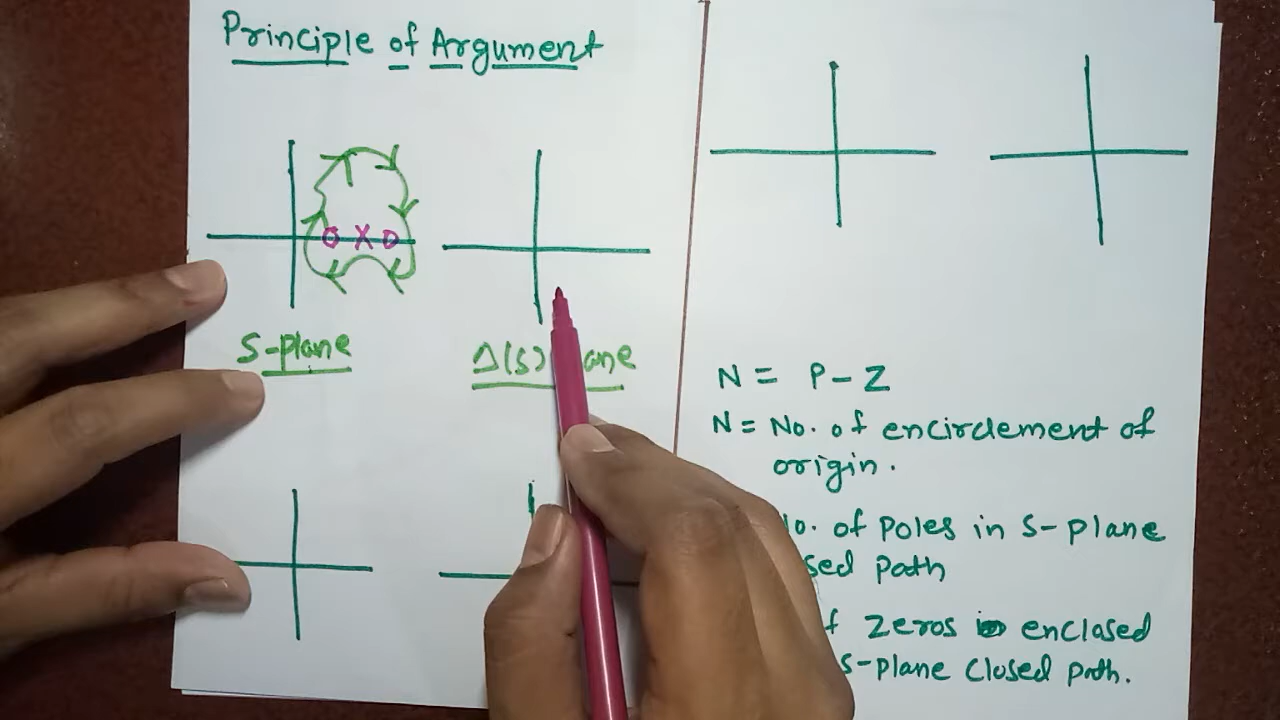 Principle of Argument
S-plane
Δ(s) ane
N = P - Z
N = No. of encirclement of
origin.
No. of Poles in S-plane
sed Path
f Zeros enclosed
S-plane Closed path.